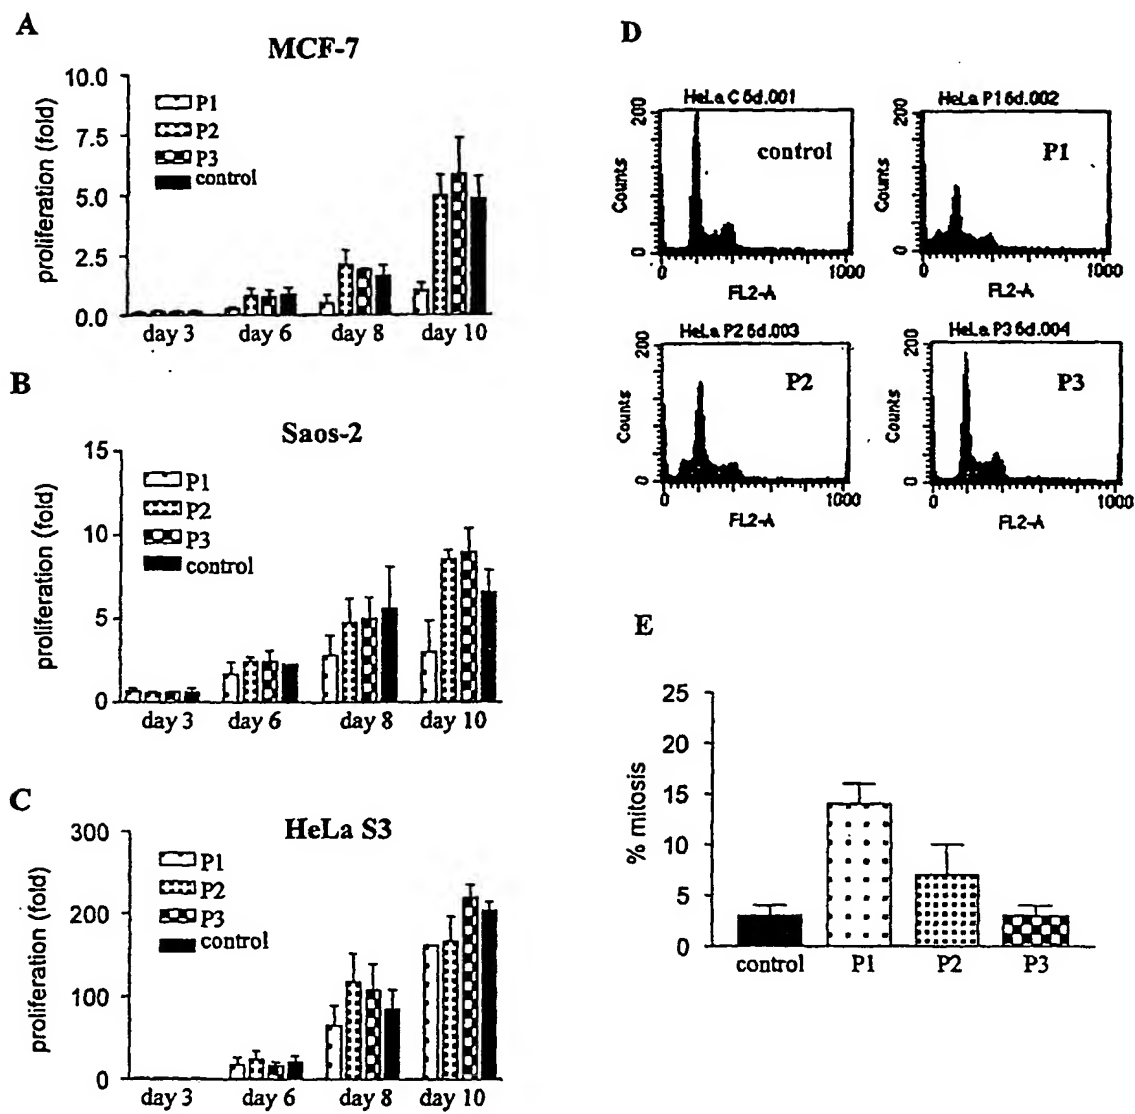 A
MCF-7
proliferation (fold)
10.0
7.5
5.0
2.5
0.0
P1
P2
P3
control
day 3 day 6 day 8 day 10
B
Saos-2
proliferation (fold)
15
10
5
0
P1
P2
P3
control
day 3 day 6 day 8 day 10
C
HeLa S3
proliferation (fold)
300
200
100
0
P1
P2
P3
control
day 3 day 6 day 8 day 10
D
HeLa C 6d.001
control
Counts
200
0
0 1000
FL2-A
HeLa P1 6d.002
P1
Counts
200
0
0 1000
FL2-A
HeLa P2 6d.003
P2
Counts
200
0
0 1000
FL2-A
HeLa P3 6d.004
P3
Counts
200
0
0 1000
FL2-A
E
% mitosis
25
20
15
10
5
0
control P1 P2 P3